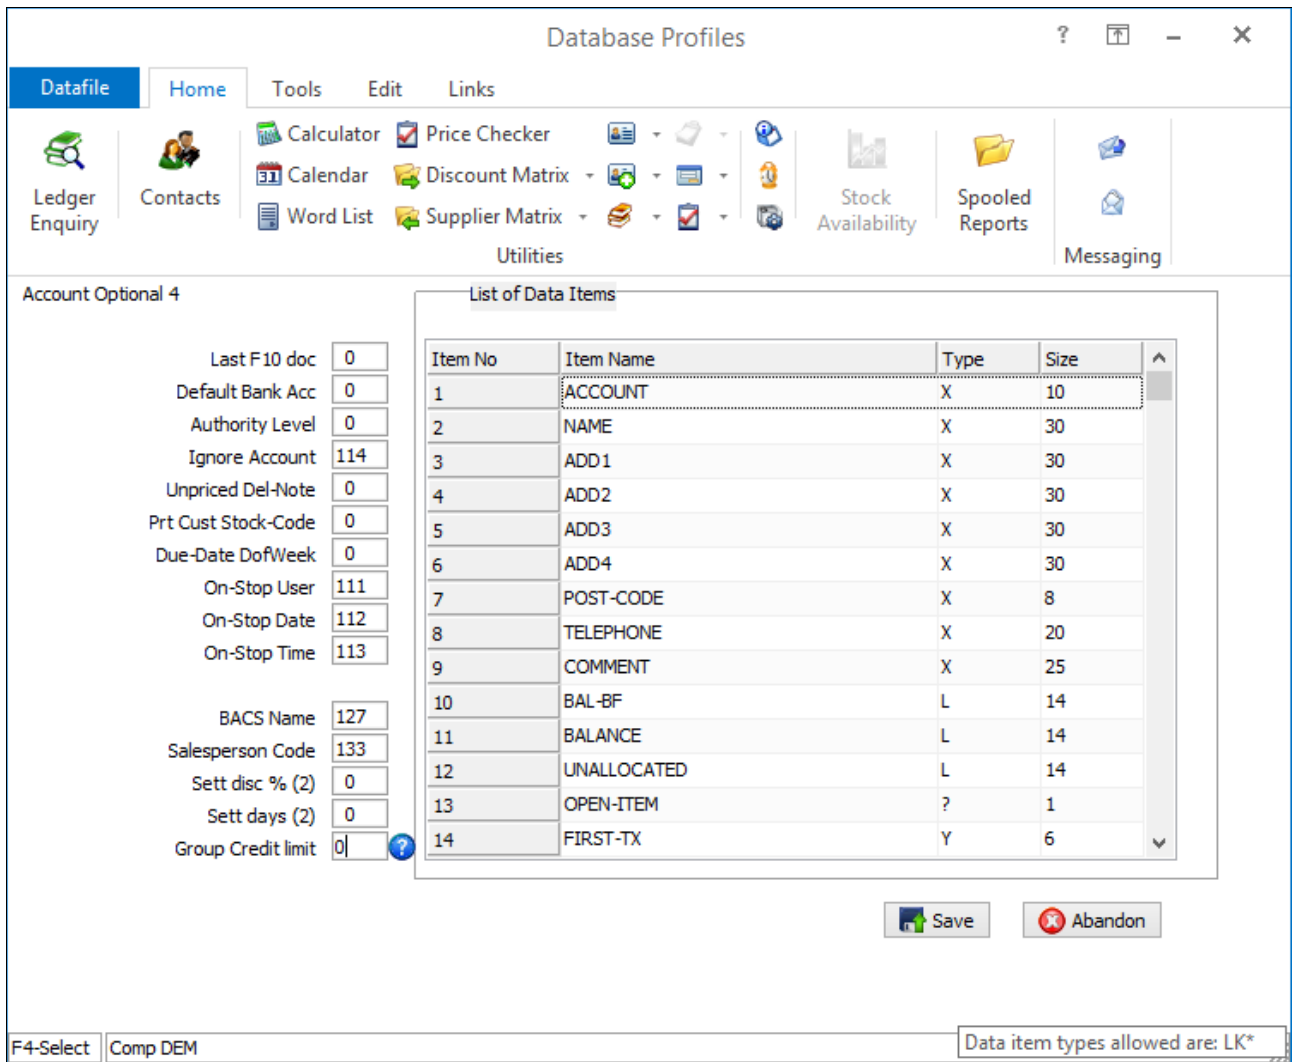 Database Profiles
?
Datafile Home Tools Edit Links
Ledger Enquiry
Contacts
Calculator
Calendar
31
Word List
Price Checker
Discount Matrix
Supplier Matrix
Stock Availability
Spooled Reports
Utilities
Messaging
Account Optional 4
List of Data Items
Last F10 doc 0
Default Bank Acc 0
Authority Level 0
Ignore Account 114
Unpriced Del-Note 0
Prt Cust Stock-Code 0
Due-Date DofWeek 0
On-Stop User 111
On-Stop Date 112
On-Stop Time 113
BACS Name 127
Salesperson Code 133
Sett disc % (2) 0
Sett days (2) 0
Group Credit limit 0
?
Item No Item Name Type Size
1 ACCOUNT X 10
2 NAME X 30
3 ADD1 X 30
4 ADD2 X 30
5 ADD3 X 30
6 ADD4 X 30
7 POST-CODE X 8
8 TELEPHONE X 20
9 COMMENT X 25
10 BAL-BF L 14
11 BALANCE L 14
12 UNALLOCATED L 14
13 OPEN-ITEM ? 1
14 FIRST-TX Y 6
Save
Abandon
F4-Select Comp DEM
Data item types allowed are: LK*